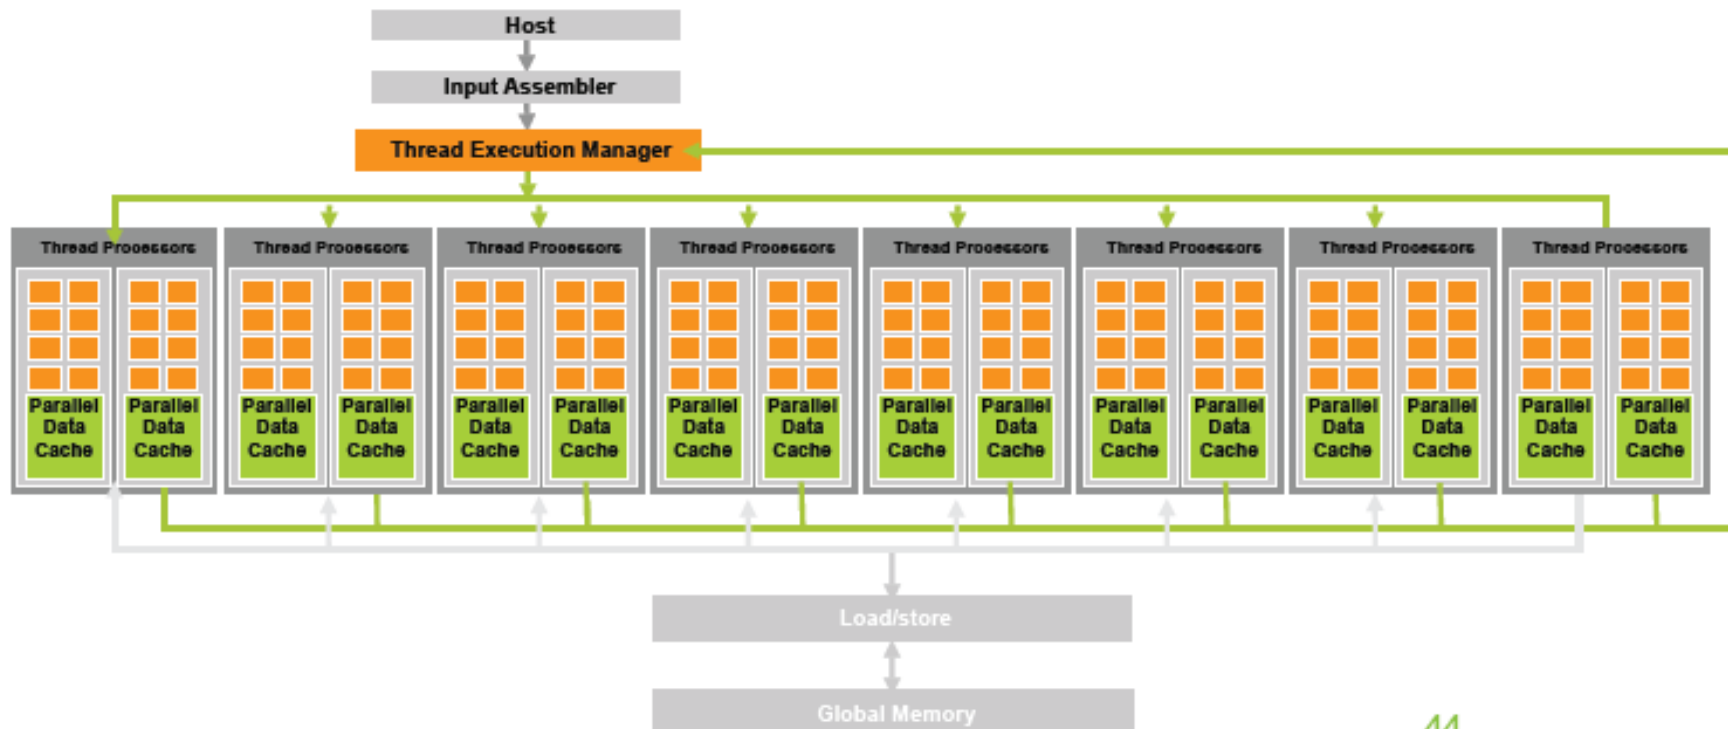 Host
Input Assembler
Thread Execution Manager
Thread Processors
Thread Processors
Thread Processors
Thread Processors
Thread Processors
Thread Processors
Thread Processors
Thread Processors
Parallel
Data
Cache
Parallel
Data
Cache
Parallel
Data
Cache
Parallel
Data
Cache
Parallel
Data
Cache
Parallel
Data
Cache
Parallel
Data
Cache
Parallel
Data
Cache
Parallel
Data
Cache
Parallel
Data
Cache
Parallel
Data
Cache
Parallel
Data
Cache
Parallel
Data
Cache
Parallel
Data
Cache
Parallel
Data
Cache
Parallel
Data
Cache
Load/store
Global Memory
44